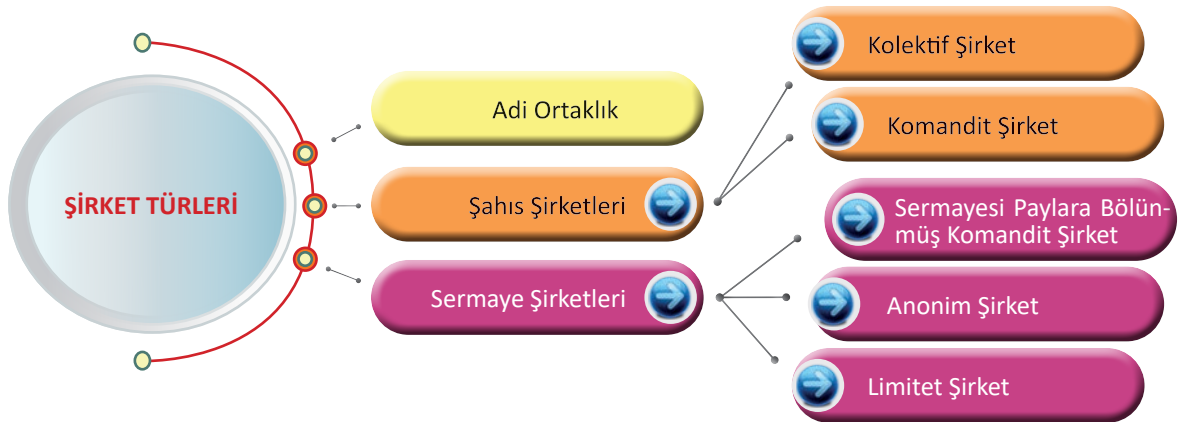 ŞİRKET TÜRLERİ
Adi Ortaklık
Şahıs Şirketleri
Sermaye Şirketleri
Kolektif Şirket
Komandit Şirket
Sermayesi Paylara Bölün-
müş Komandit Şirket
Anonim Şirket
Limitet Şirket